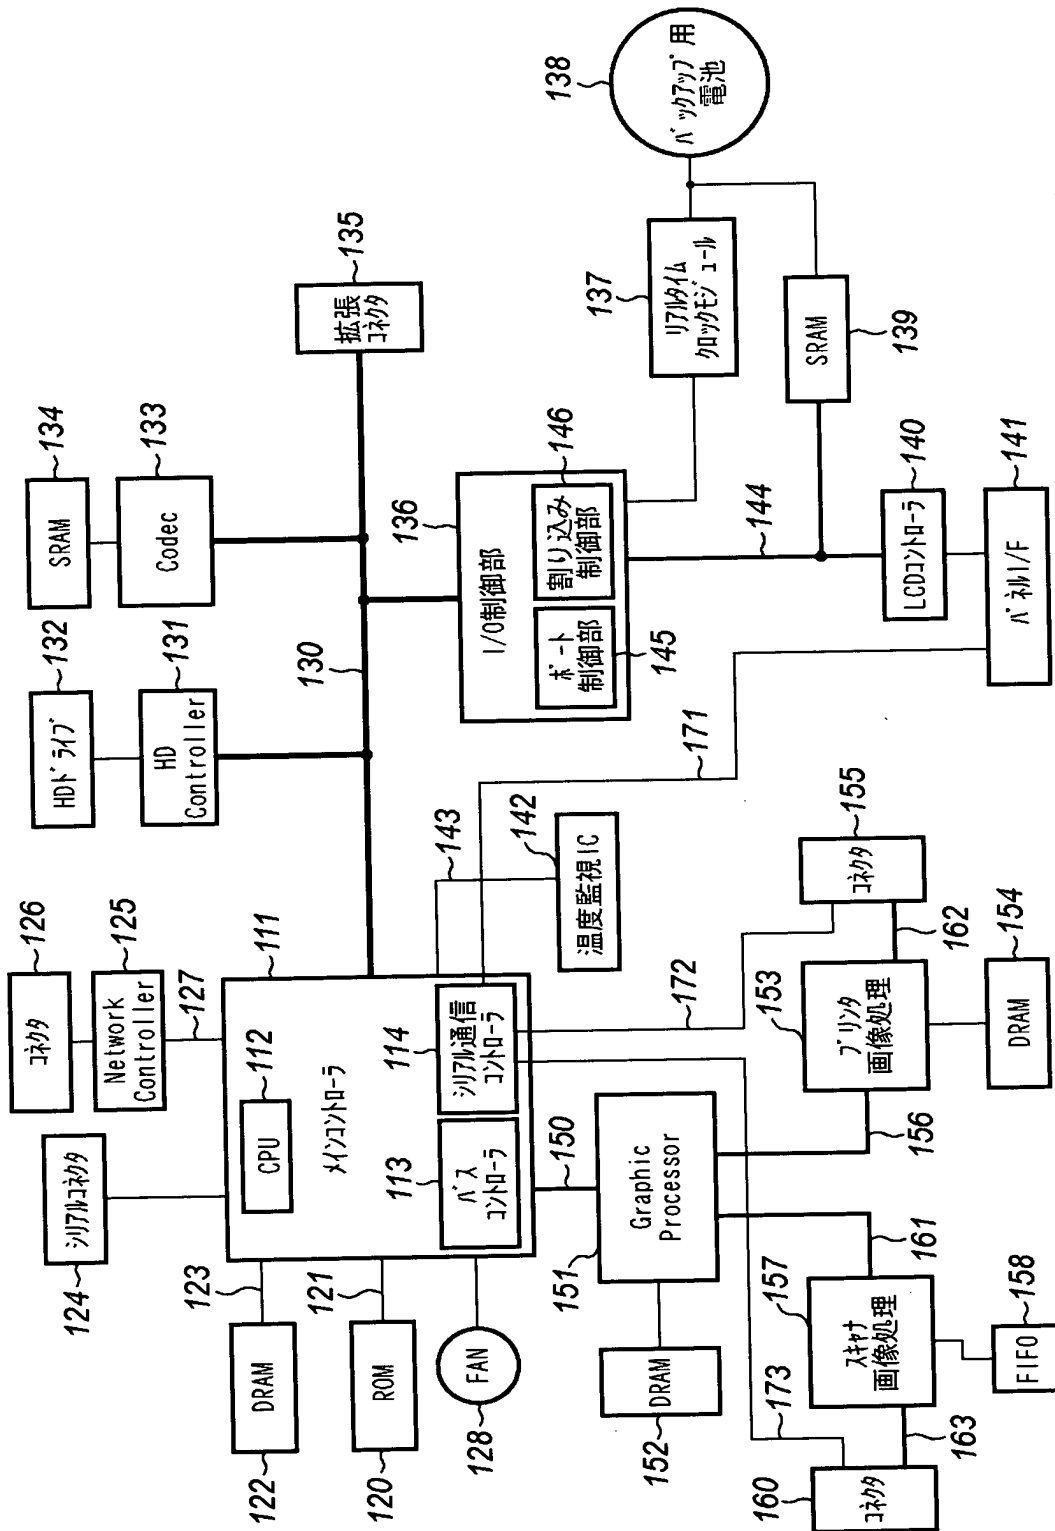 126
コネクタ
125
Network
Controller
127
124
シリアルコネクタ
111
112
CPU
メインコントローラ
113
バス
コントローラ
114
シリアル通信
コントローラ
123
DRAM
122
121
ROM
120
FAN
128
132
HDドライブ
131
HD
Controller
130
134
SRAM
133
Codec
135
拡張
コネクタ
136
I/O制御部
145
ポート
制御部
146
割り込み
制御部
144
137
リアルタイム
クロックモジュール
138
バックアップ用
電池
SRAM
139
140
LCDコントローラ
141
パネルI/F
171
143
142
温度監視IC
150
151
Graphic
Processor
152
DRAM
172
155
コネクタ
162
153
プリンタ
画像処理
154
DRAM
156
161
157
スキャナ
画像処理
158
FIFO
173
163
160
コネクタ